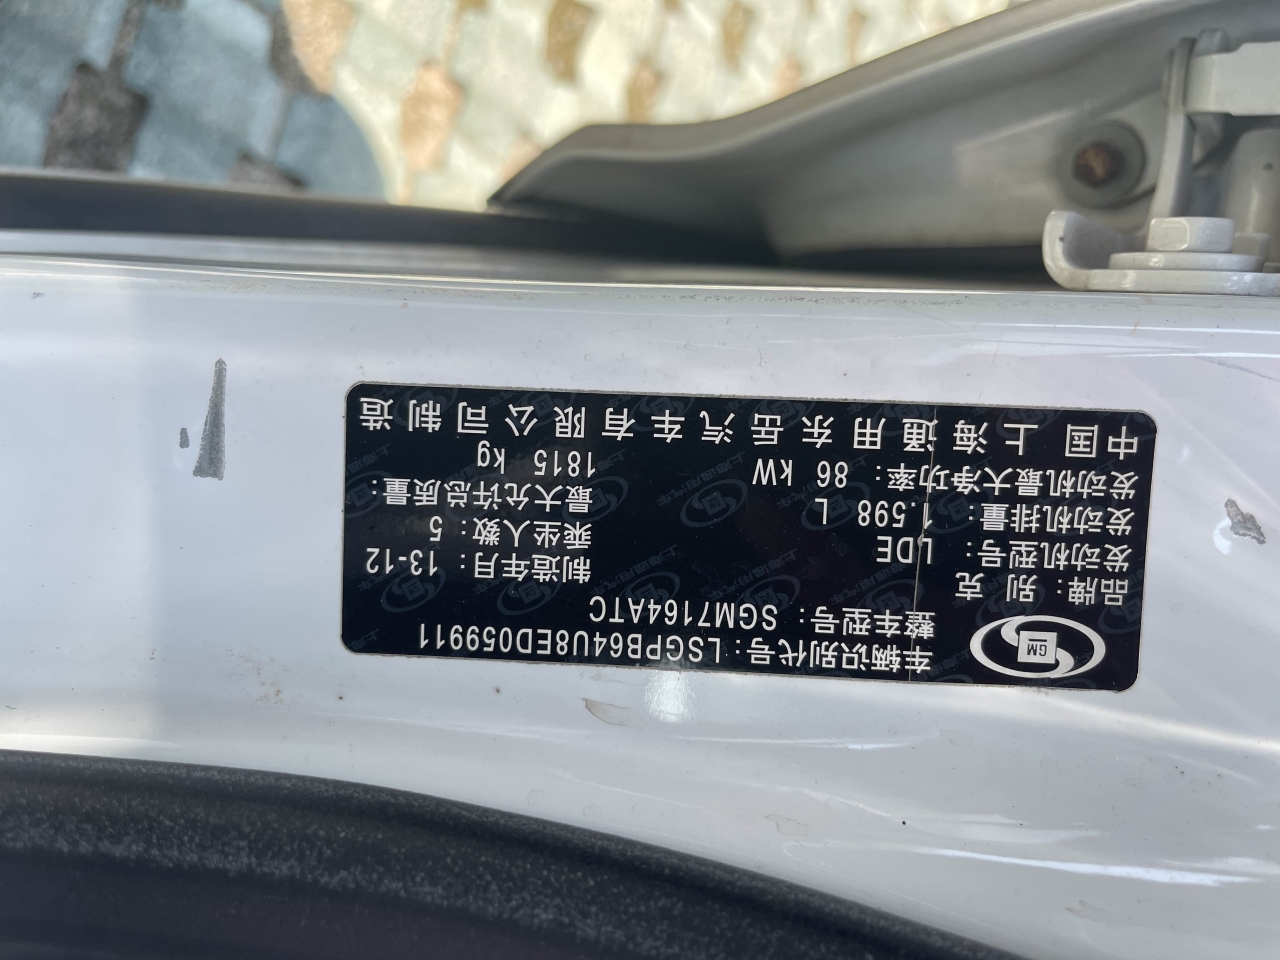 GM
车辆识别代号:LSGPB64U8ED059911
整车型号: SGM7164ATC
品牌: 别克 制造年月: 13-12
发动机型号: LDE 乘坐人数: 5
发动机排量: 1.598 L 最大允许总质量:
发动机最大净功率: 86 kW 1815 kg
中国 上海通用东岳汽车有限公司制造